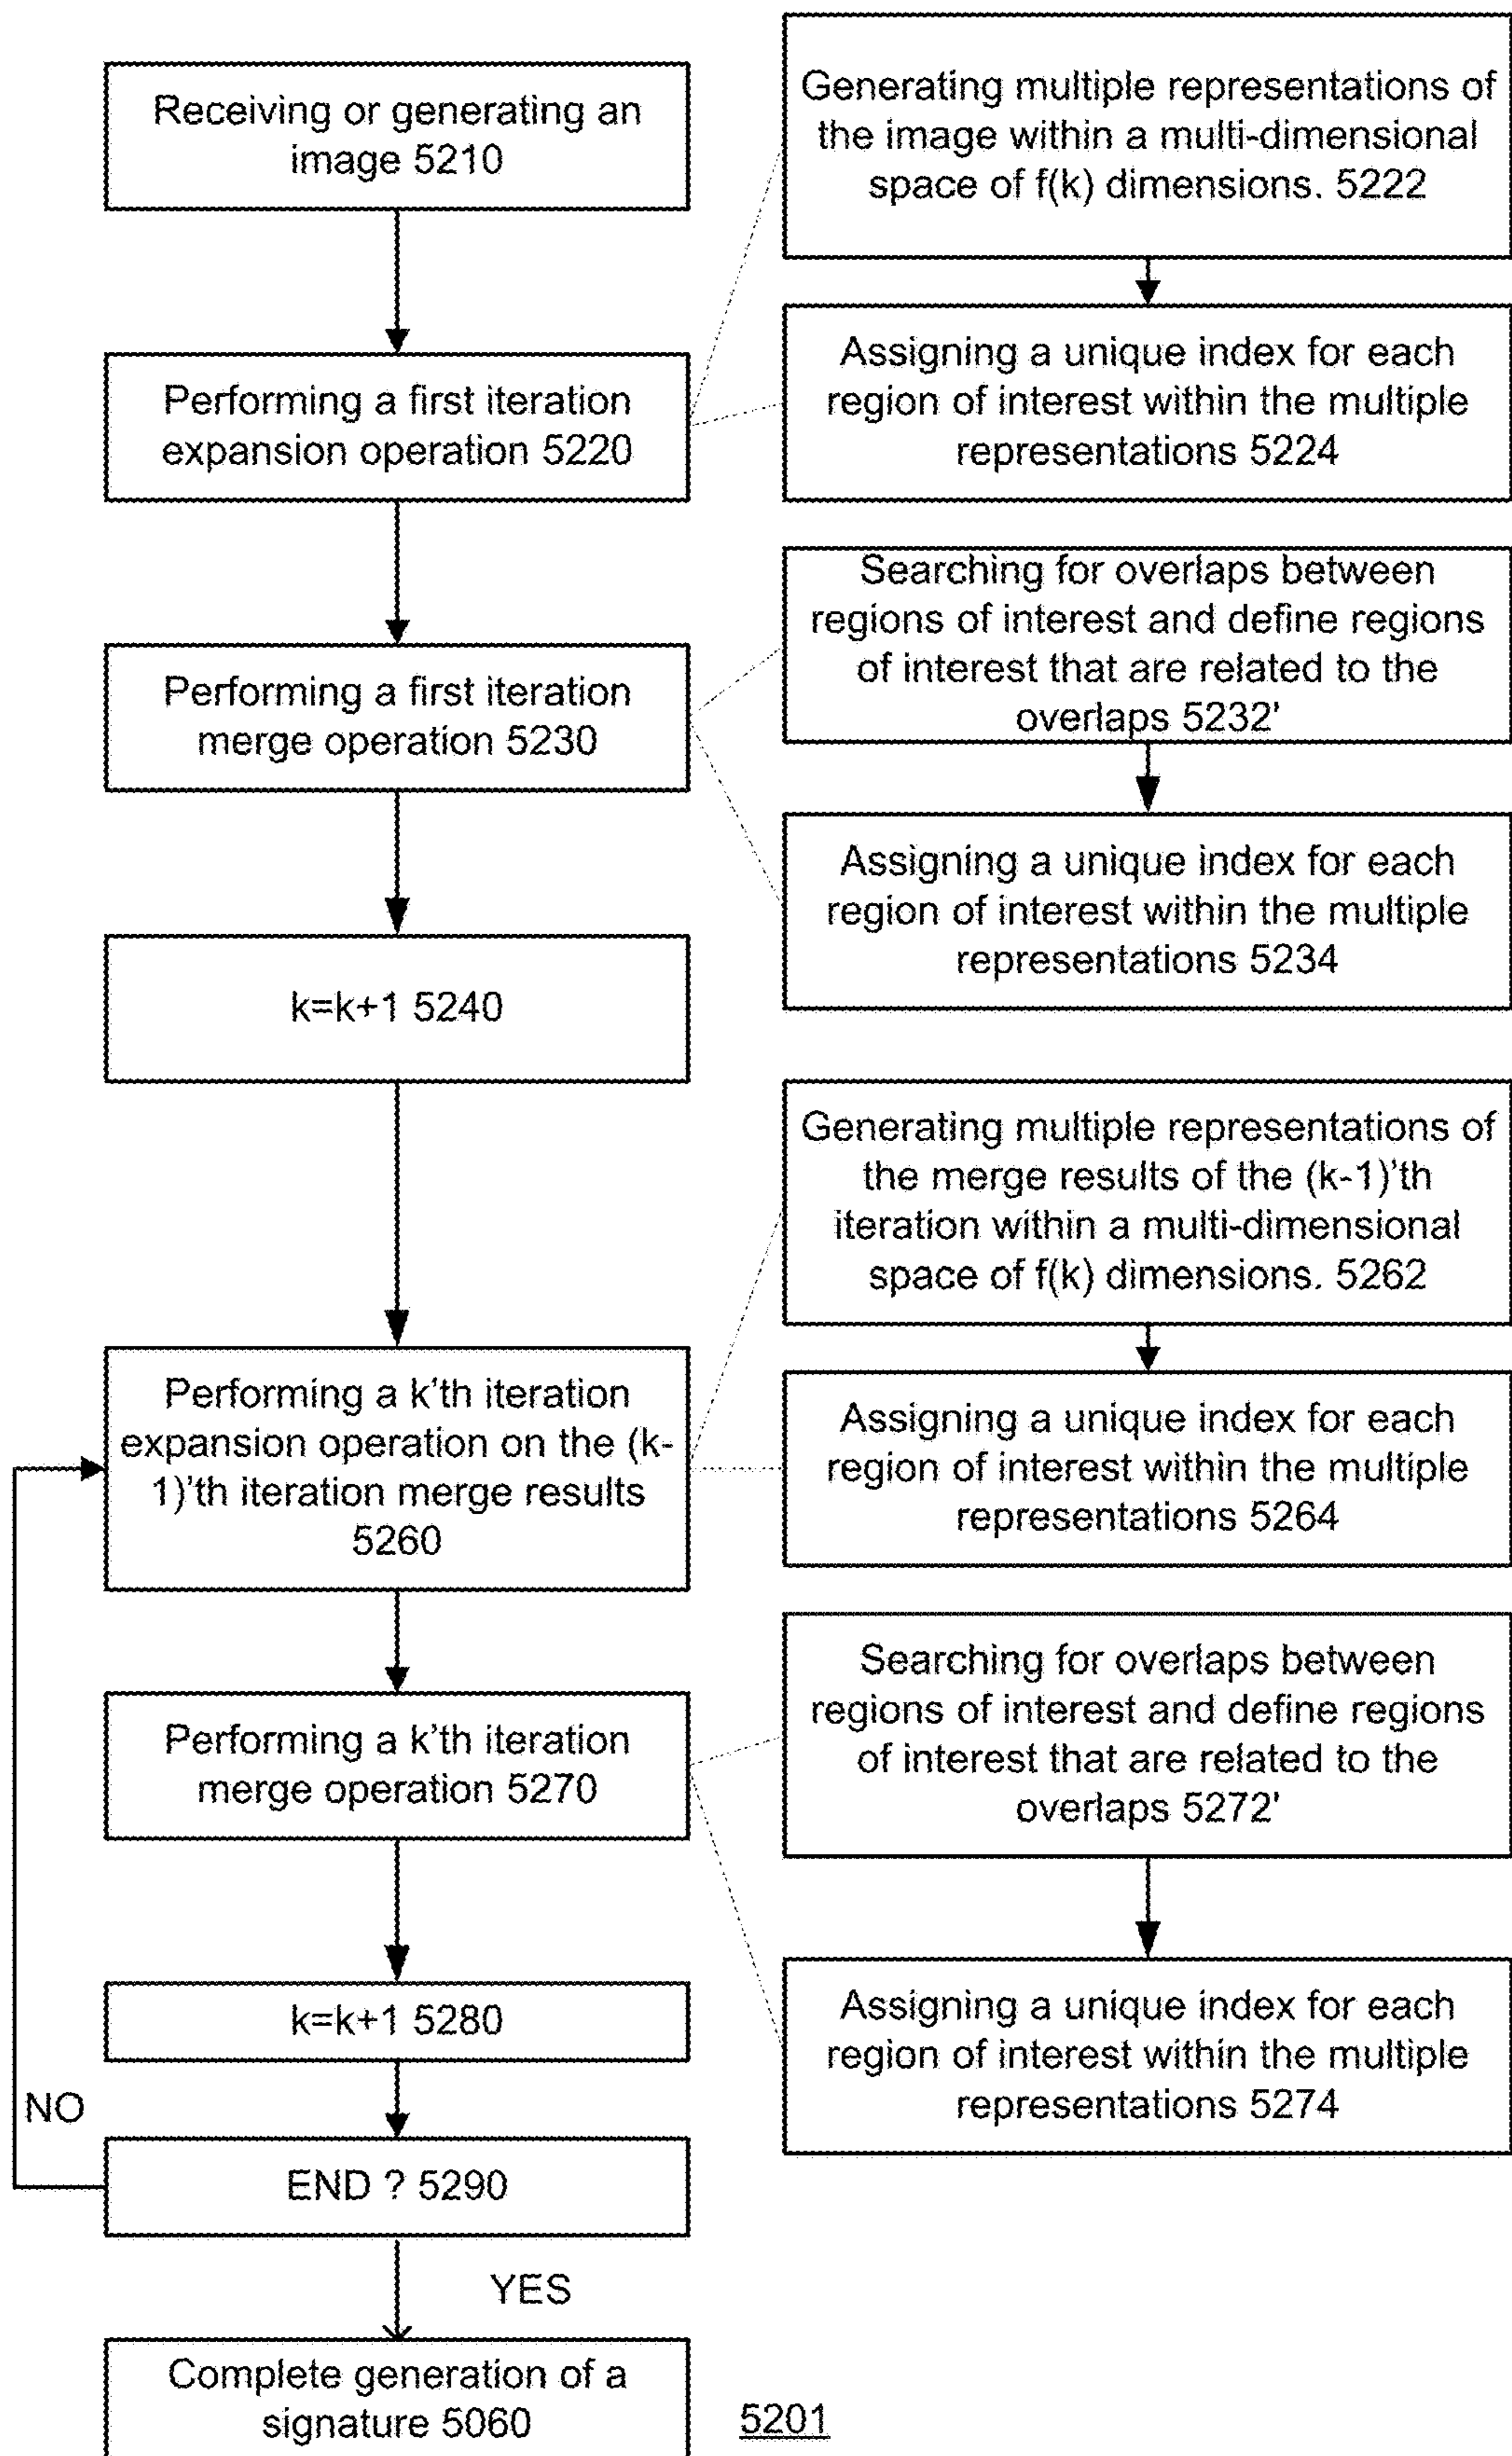 Receiving or generating an
image 5210
Generating multiple representations of
the image within a multi-dimensional
space of f(k) dimensions. 5222
Performing a first iteration
expansion operation 5220
Assigning a unique index for each
region of interest within the multiple
representations 5224
Performing a first iteration
merge operation 5230
Searching for overlaps between
regions of interest and define regions
of interest that are related to the
overlaps 5232'
Assigning a unique index for each
region of interest within the multiple
representations 5234
k=k+1 5240
Performing a k'th iteration
expansion operation on the (k-
1)'th iteration merge results
5260
Generating multiple representations of
the merge results of the (k-1)'th
iteration within a multi-dimensional
space of f(k) dimensions. 5262
Assigning a unique index for each
region of interest within the multiple
representations 5264
Performing a k'th iteration
merge operation 5270
Searching for overlaps between
regions of interest and define regions
of interest that are related to the
overlaps 5272'
Assigning a unique index for each
region of interest within the multiple
representations 5274
k=k+1 5280
NO
END ? 5290
YES
Complete generation of a
signature 5060
5201